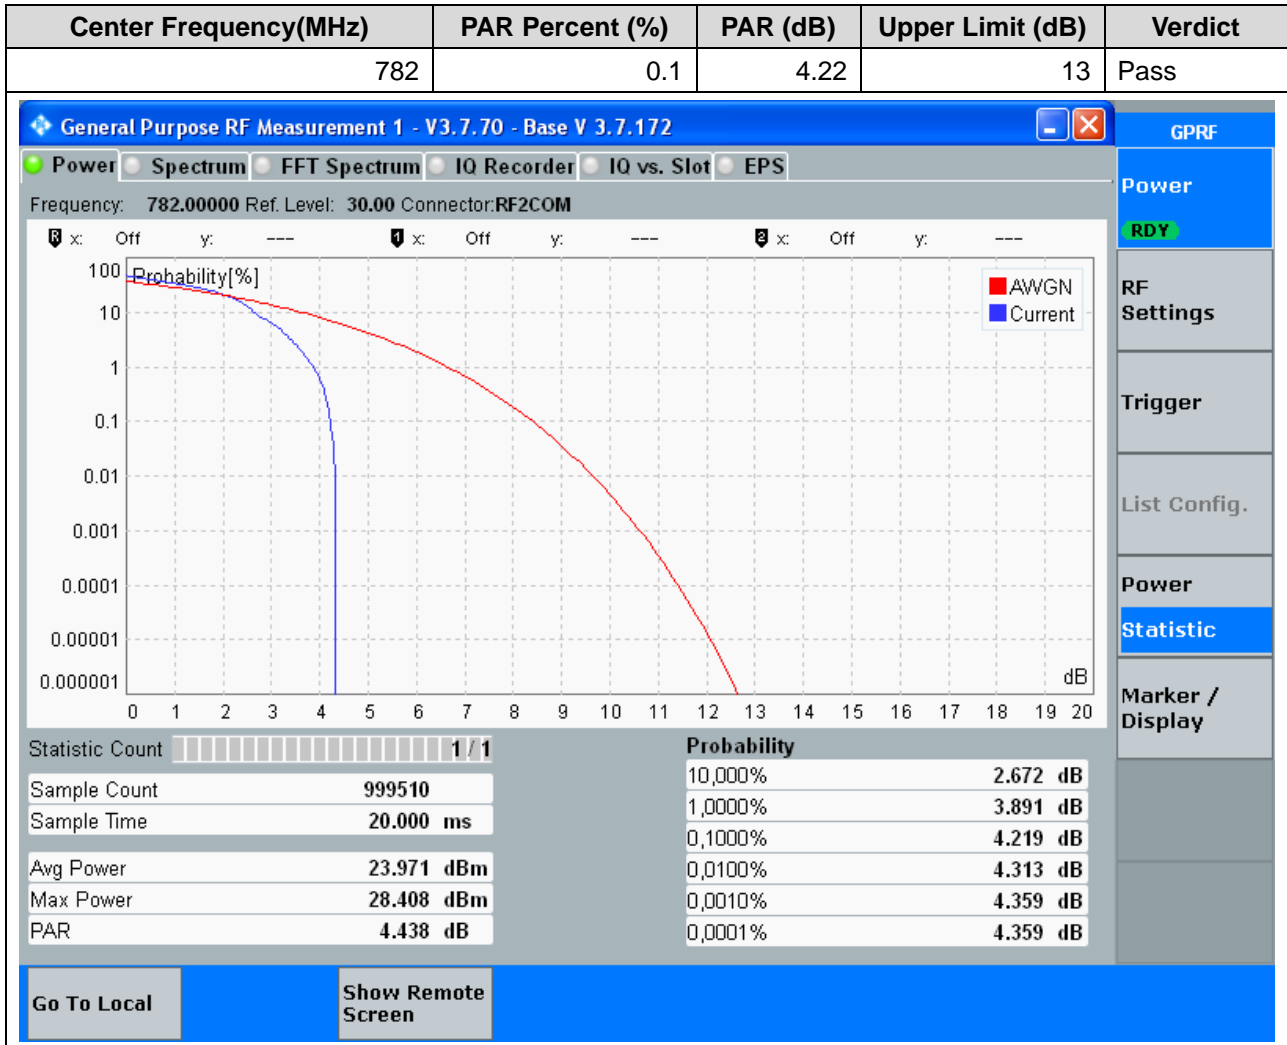 Center Frequency(MHz) PAR Percent (%) PAR (dB) Upper Limit (dB) Verdict
782 0.1 4.22 13 Pass
General Purpose RF Measurement 1 - V3.7.70 - Base V 3.7.172
GPRF
Power Spectrum FFT Spectrum IQ Recorder IQ vs. Slot EPS
Power
RDY
Frequency: 782.00000 Ref. Level: 30.00 Connector:RF2COM
R x: Off y: --- 1 x: Off y: --- 2 x: Off y: ---
Probability[%]
AWGN
Current
100
10
1
0.1
0.01
0.001
0.0001
0.00001
0.000001
dB
0 1 2 3 4 5 6 7 8 9 10 11 12 13 14 15 16 17 18 19 20
RF
Settings
Trigger
List Config.
Power
Statistic
Marker /
Display
Statistic Count 1 / 1
Sample Count 999510
Sample Time 20.000 ms
Avg Power 23.971 dBm
Max Power 28.408 dBm
PAR 4.438 dB
Probability
10,000% 2.672 dB
1,0000% 3.891 dB
0,1000% 4.219 dB
0,0100% 4.313 dB
0,0010% 4.359 dB
0,0001% 4.359 dB
Go To Local
Show Remote
Screen